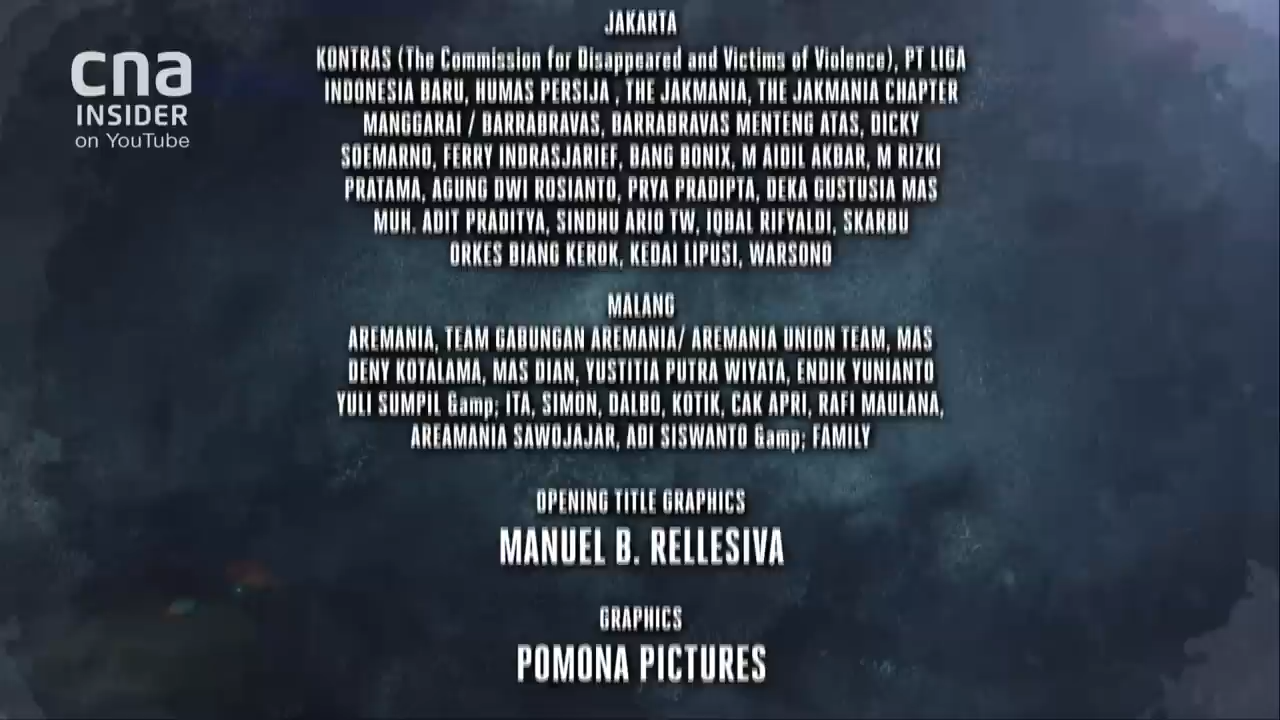 cna
INSIDER
on YouTube
JAKARTA
KONTRAS (The Commission for Disappeared and Victims of Violence), PT LIGA
INDONESIA BARU, HUMAS PERSIJA , THE JAKMANIA, THE JAKMANIA CHAPTER
MANGGARAI / BARRABRAVAS, BARRABRAVAS MENTENG ATAS, DICKY
SOEMARNO, FERRY INDRASJARIEF, BANG BONIX, M AIDIL AKBAR, M RIZKI
PRATAMA, AGUNG DWI ROSIANTO, PRYA PRADIPTA, DEKA GUSTUSIA MAS
MUH. ADIT PRADITYA, SINDHU ARIO TW, IQBAL RIFYALDI, SKARBU
ORKES BIANG KEROK, KEDAI LIPUSI, WARSONO
MALANG
AREMANIA, TEAM GABUNGAN AREMANIA/ AREMANIA UNION TEAM, MAS
DENY KOTALAMA, MAS DIAN, YUSTITIA PUTRA WIYATA, ENDIK YUNIANTO
YULI SUMPIL &amp; ITA, SIMON, DALBO, KOTIK, CAK APRI, RAFI MAULANA,
AREAMANIA SAWOJAJAR, ADI SISWANTO &amp; FAMILY
OPENING TITLE GRAPHICS
MANUEL B. RELLESIVA
GRAPHICS
POMONA PICTURES